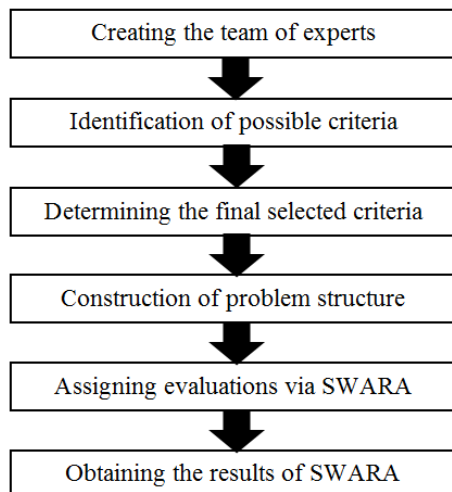 Creating the team of experts
Identification of possible criteria
Determining the final selected criteria
Construction of problem structure
Assigning evaluations via SWARA
Obtaining the results of SWARA